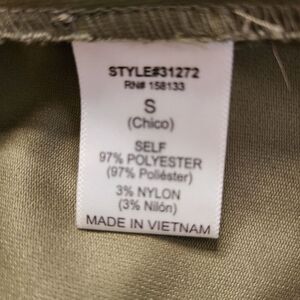 STYLE#31272
RN# 158133
S
(Chico)
SELF
97% POLYESTER
(97% Poliéster)
3% NYLON
(3% Nilón)
MADE IN VIETNAM